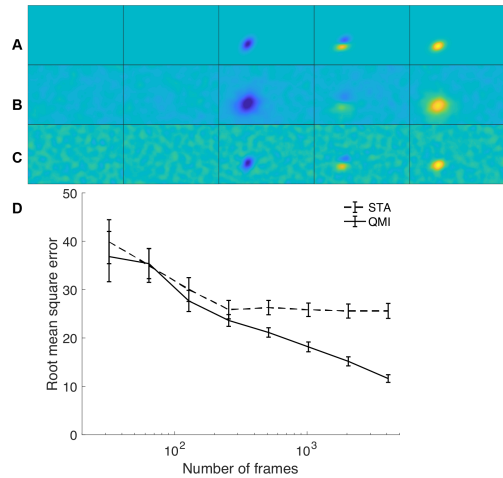 A
B
C
D
50
40
30
20
10
0
Root mean square error
STA
QMI
10²
10³
Number of frames